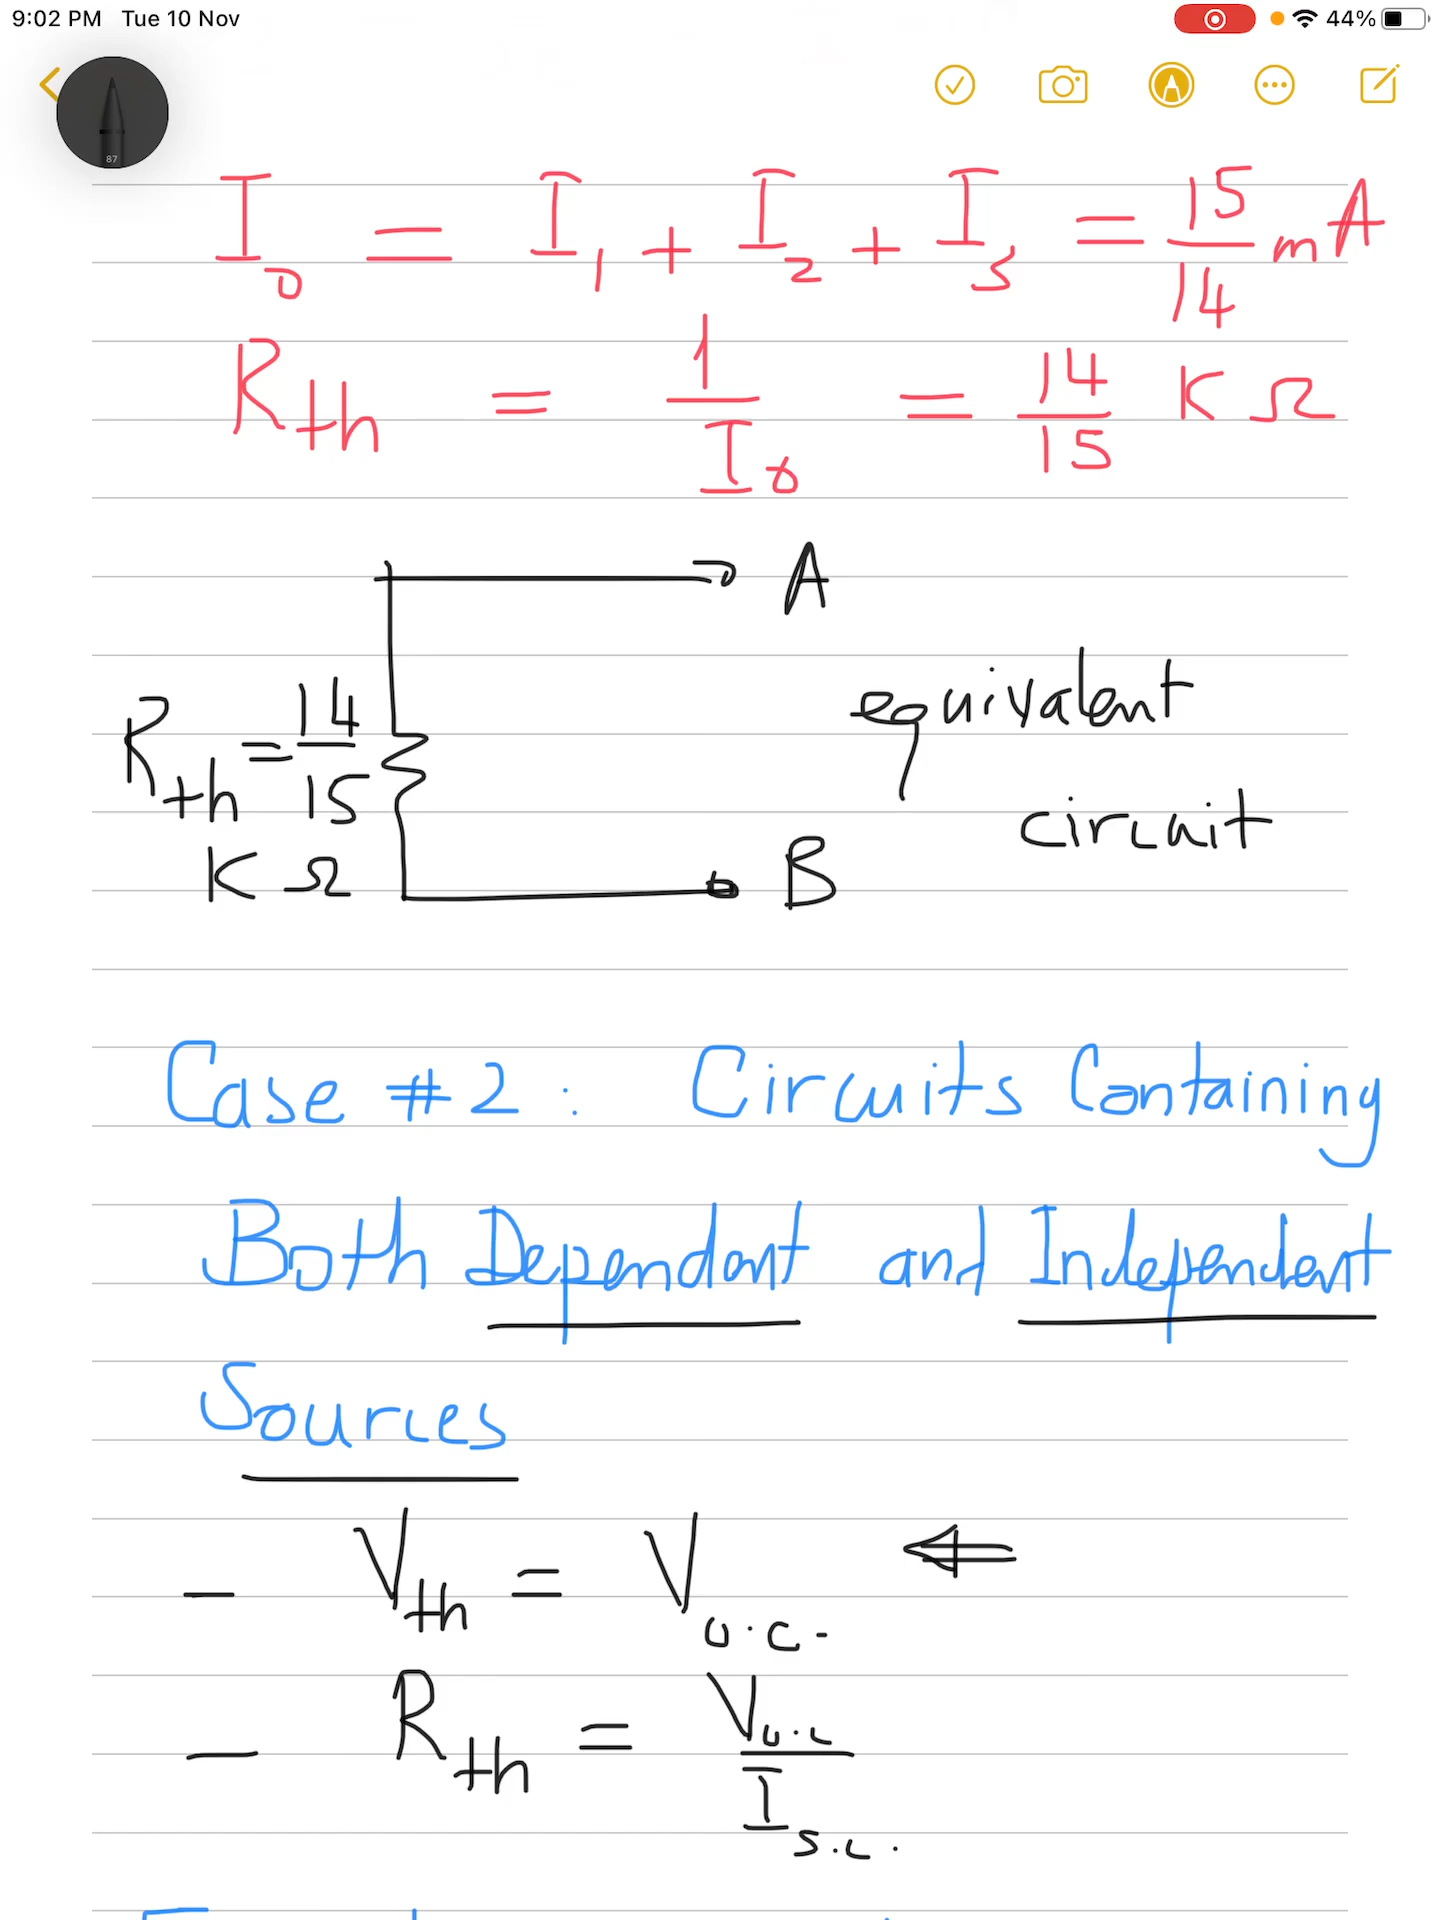 9:02 PM Tue 10 Nov 44%
87
I₀ = I₁ + I₂ + I₃ = 15/14 mA
Rth = 1/I₀ = 14/15 KΩ
A
Rth = 14/15 KΩ
equivalent
circuit
B
Case #2 : Circuits Containing
Both Dependant and Independent
Sources
– Vth = Vo.c. ⇐
– Rth = Vo.c / Is.c.